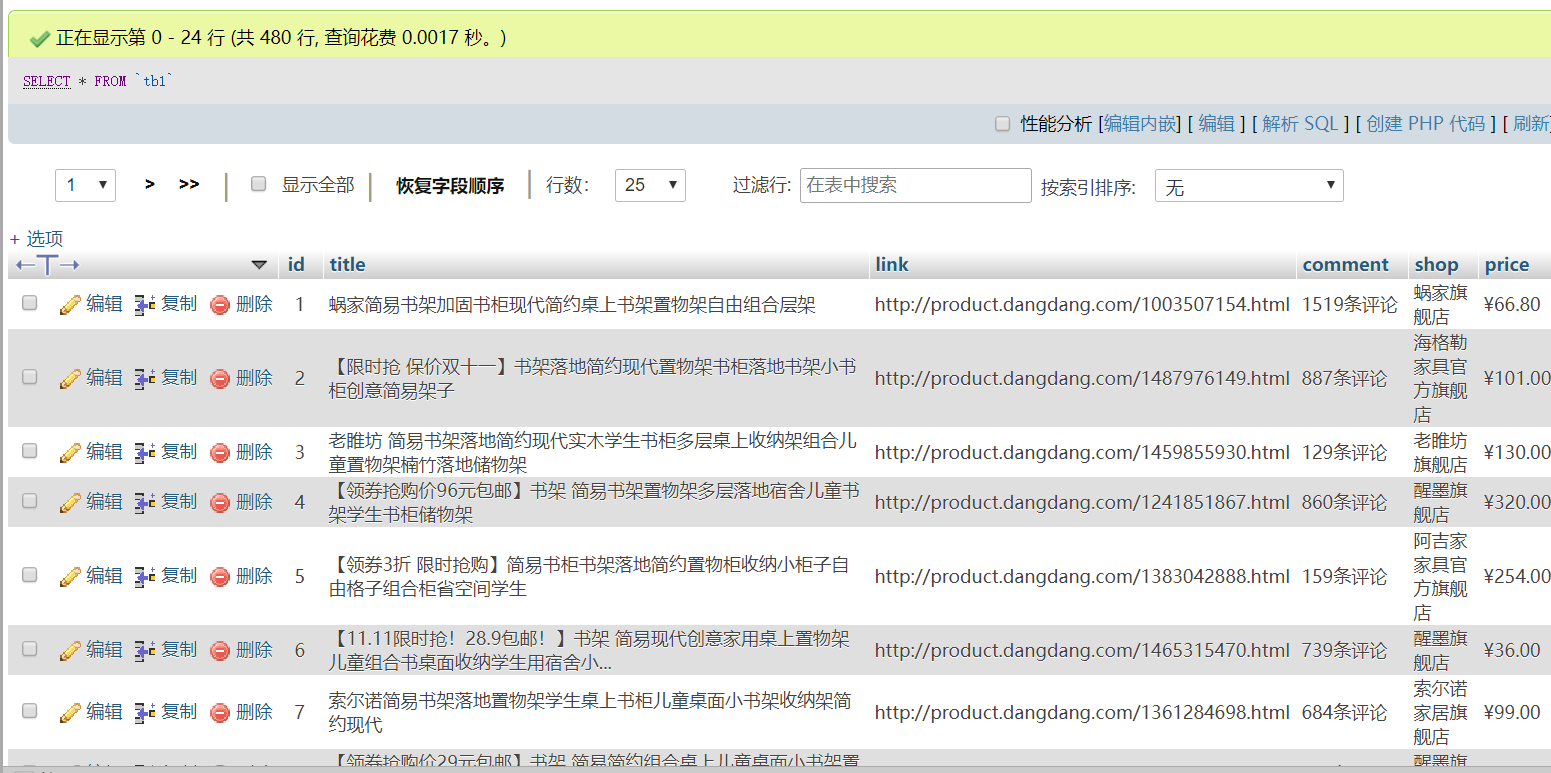 正在显示第 0 - 24 行 (共 480 行, 查询花费 0.0017 秒。)
SELECT * FROM `tb1`
性能分析 [编辑内嵌] [ 编辑 ] [ 解析 SQL ] [ 创建 PHP 代码 ] [ 刷新]
1 > >> 显示全部 恢复字段顺序 行数: 25 过滤行: 在表中搜索 按索引排序: 无
+ 选项
←T→ id title link comment shop price
编辑 复制 删除 1 蜗家简易书架加固书柜现代简约桌上书架置物架自由组合层架 http://product.dangdang.com/1003507154.html 1519条评论 蜗家旗 ¥66.80
舰店
编辑 复制 删除 2 【限时抢 保价双十一】书架落地简约现代置物架书柜落地书架小书 http://product.dangdang.com/1487976149.html 887条评论 海格勒 ¥101.00
柜创意简易架子
家具官
方旗舰
店
编辑 复制 删除 3 老睢坊 简易书架落地简约现代实木学生书柜多层桌上收纳架组合儿 http://product.dangdang.com/1459855930.html 129条评论 老睢坊 ¥130.00
童置物架楠竹落地储物架 旗舰店
编辑 复制 删除 4 【领券抢购价96元包邮】书架 简易书架置物架多层落地宿舍儿童书 http://product.dangdang.com/1241851867.html 860条评论 醒墨旗 ¥320.00
架学生书柜储物架 舰店
编辑 复制 删除 5 【领券3折 限时抢购】简易书柜书架落地简约置物柜收纳小柜子自 http://product.dangdang.com/1383042888.html 159条评论 阿吉家 ¥254.00
由格子组合柜省空间学生
家具官
方旗舰
店
编辑 复制 删除 6 【11.11限时抢！28.9包邮！】书架 简易现代创意家用桌上置物架 http://product.dangdang.com/1465315470.html 739条评论 醒墨旗 ¥36.00
儿童组合书桌面收纳学生用宿舍小... 舰店
编辑 复制 删除 7 索尔诺简易书架落地置物架学生桌上书柜儿童桌面小书架收纳架简 http://product.dangdang.com/1361284698.html 684条评论 索尔诺 ¥99.00
约现代
家居旗
舰店
【领券抢购价29元包邮】书架 简易简约组合桌上儿童桌面小书架置 醒墨旗